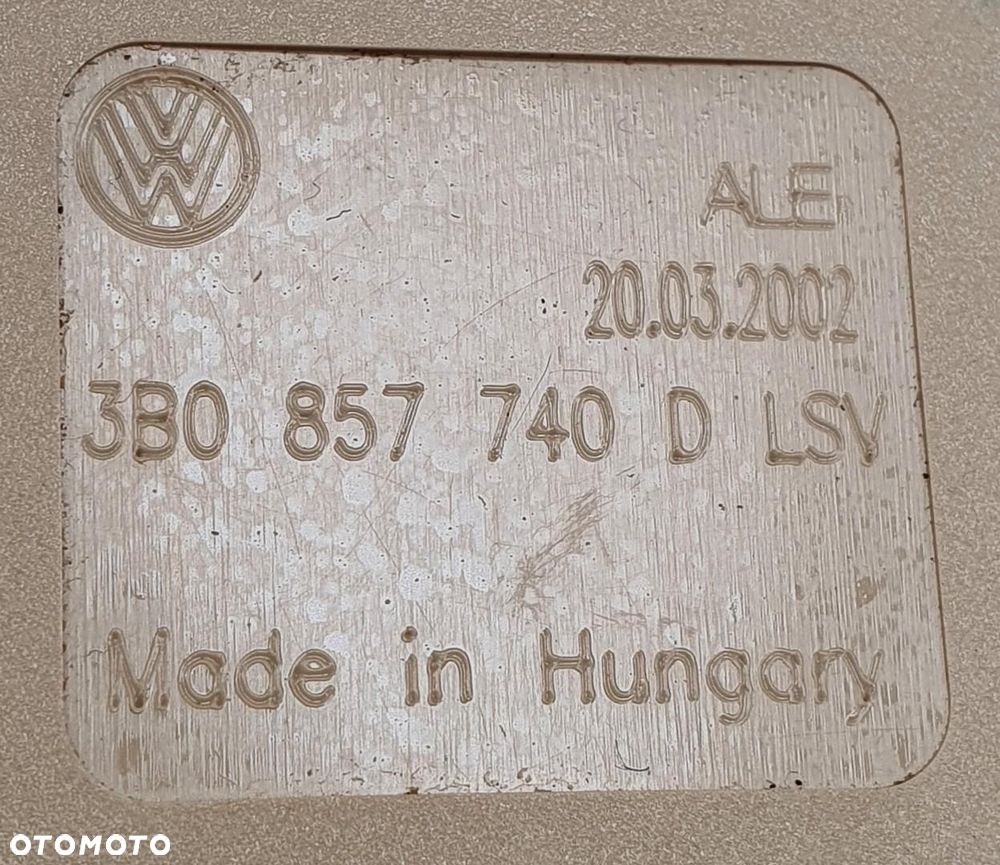 ALE
20.03.2002
3B0 857 740 D LSV
Made in Hungary
OTOMOTO